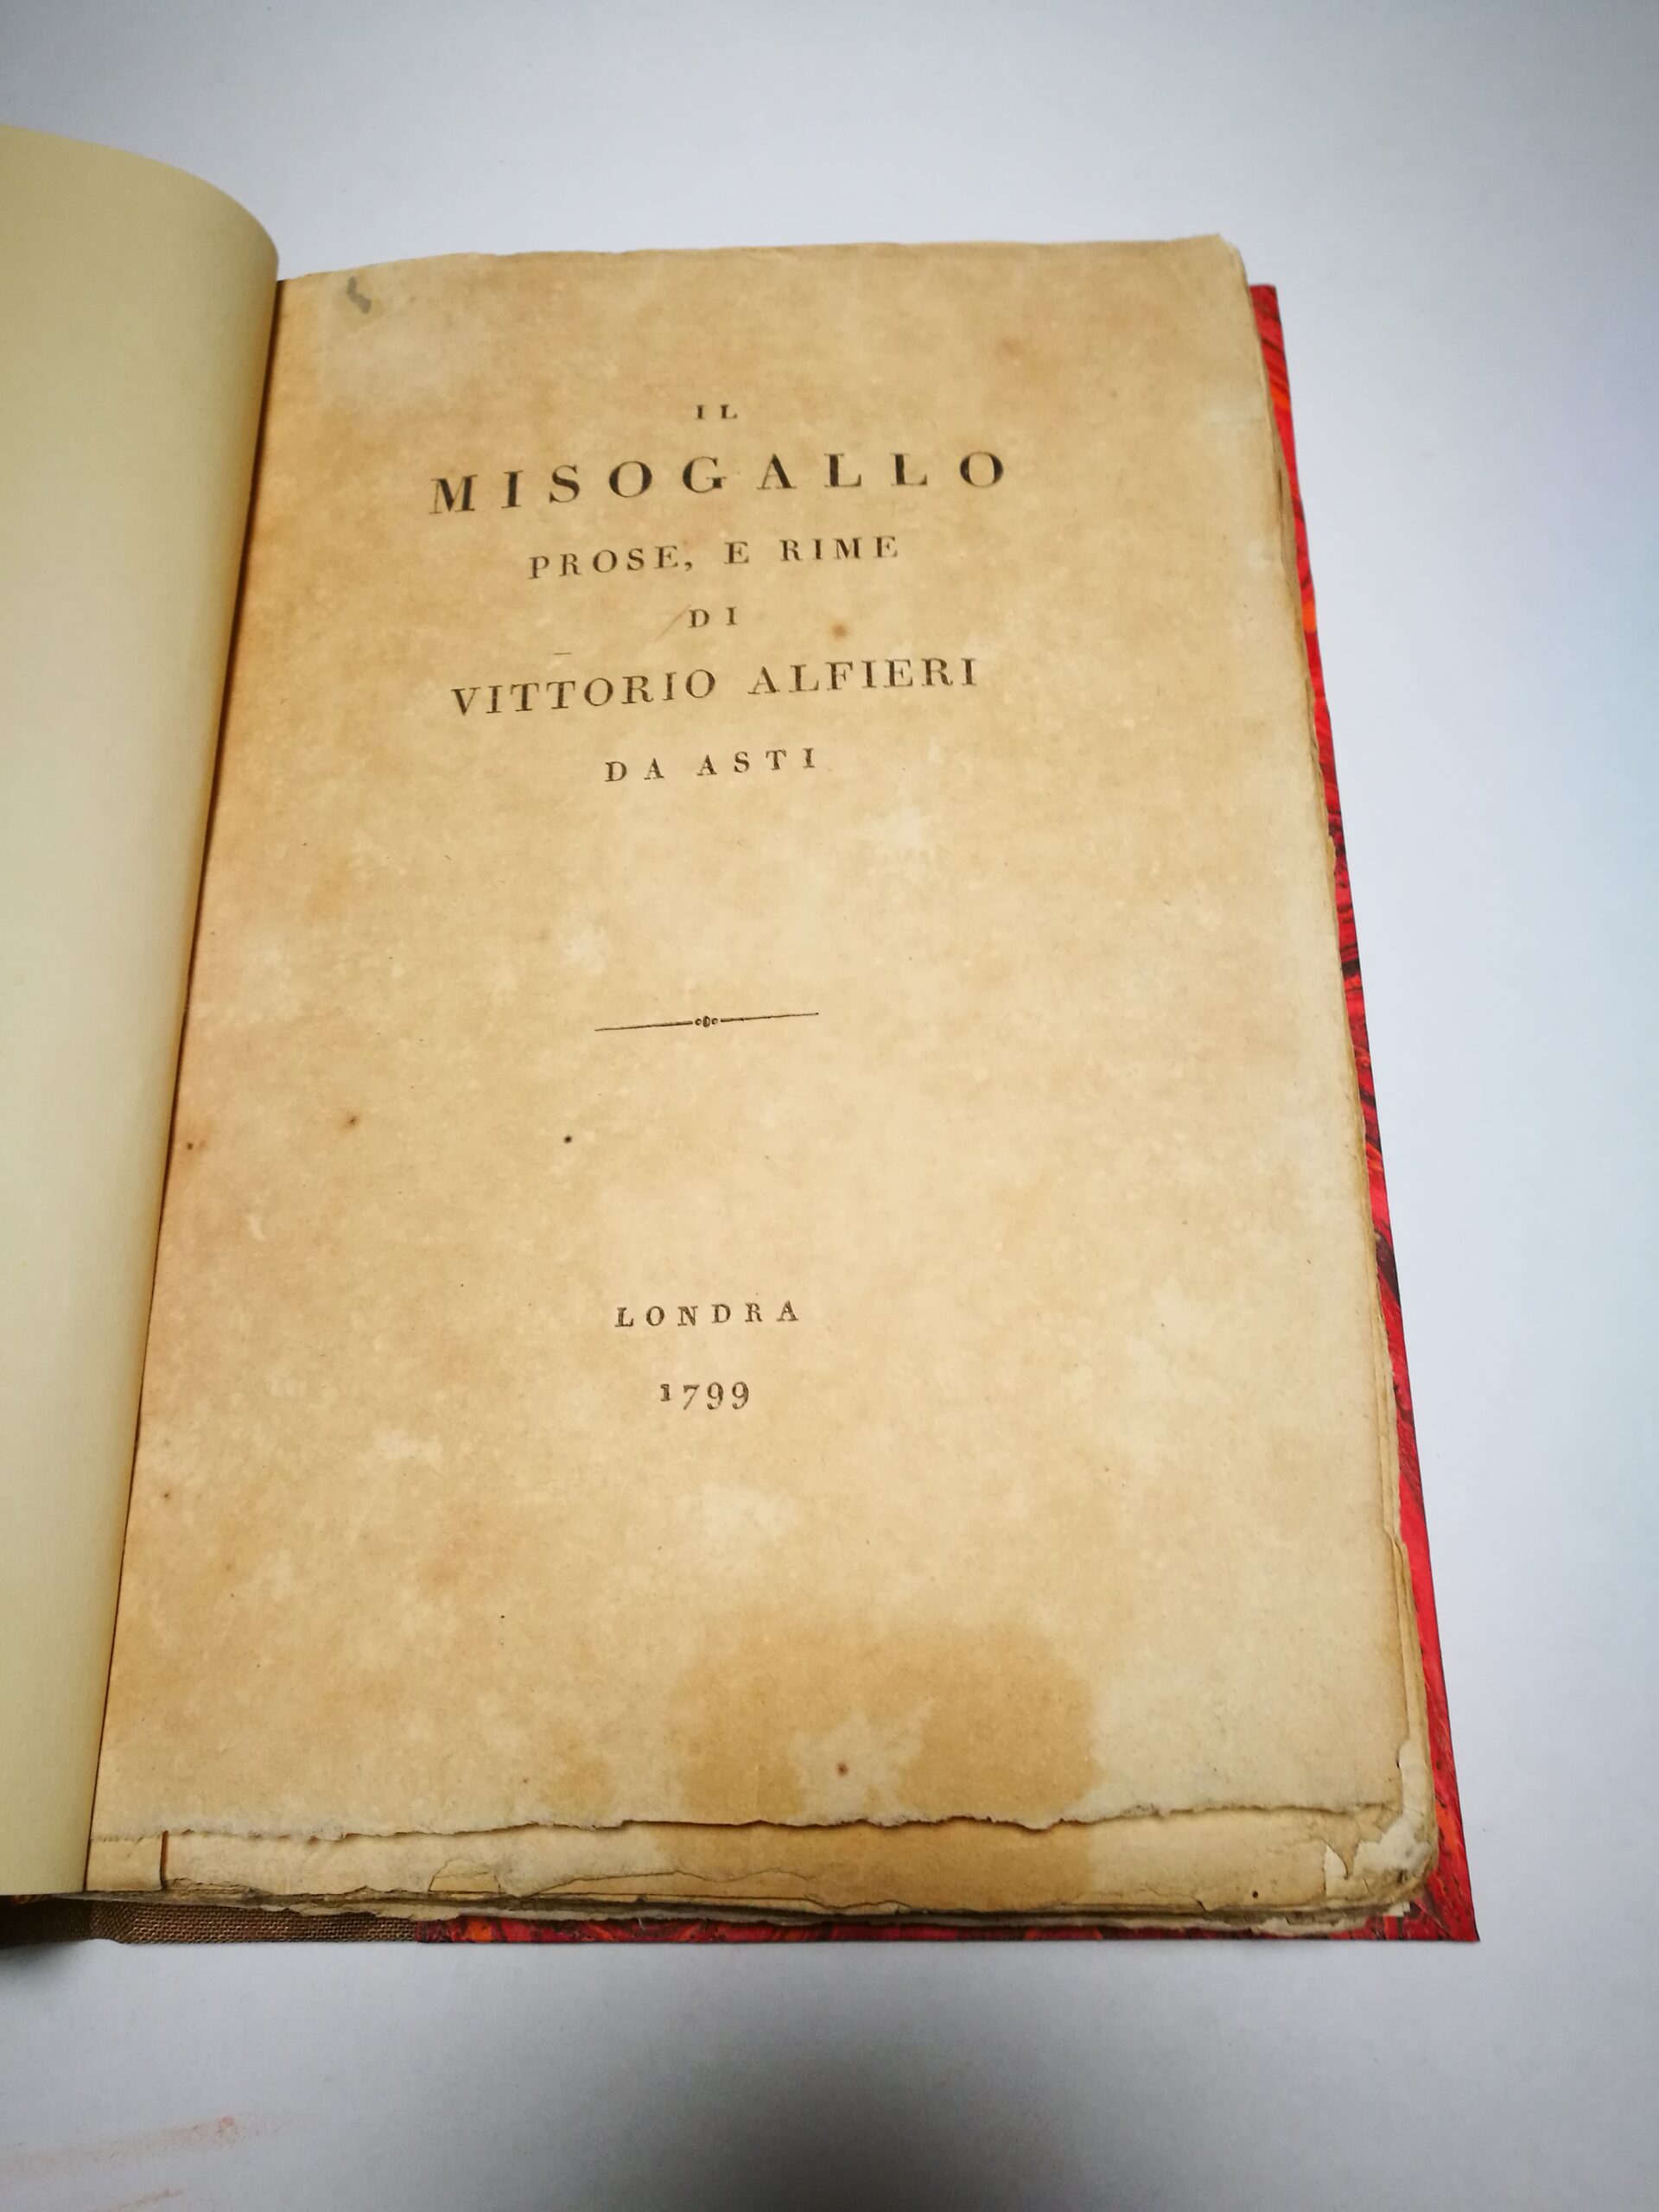 IL
MISOGALLO
PROSE, E RIME
DI
VITTORIO ALFIERI
DA ASTI
LONDRA
1799